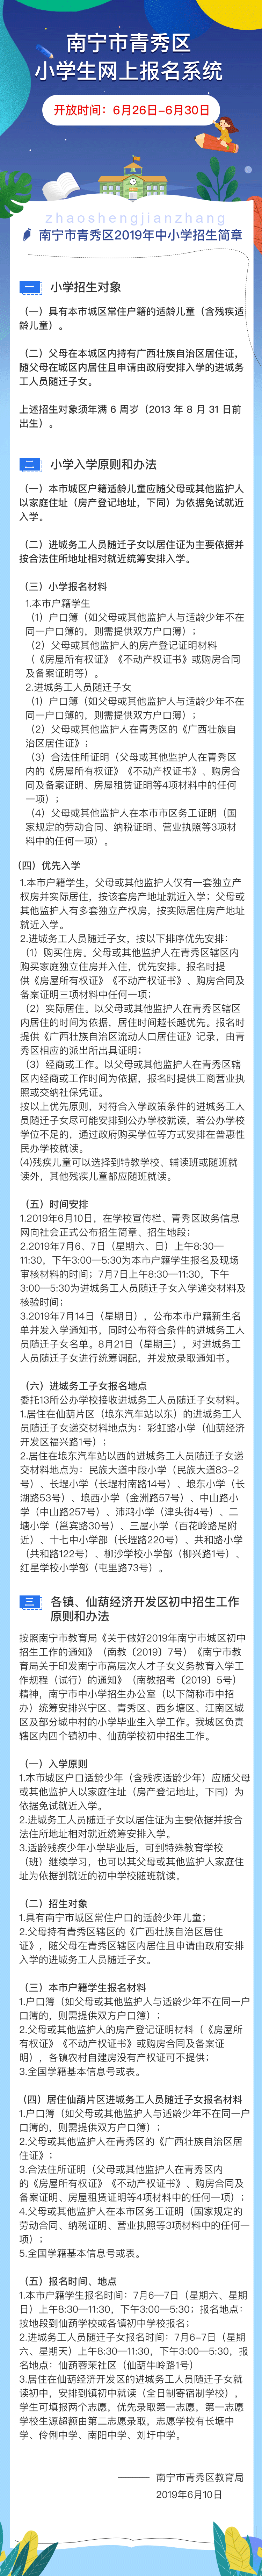 南宁市青秀区
小学生网上报名系统
开放时间：6月26日-6月30日
zhaoshengjianzhang
南宁市青秀区2019年中小学招生简章
一 小学招生对象
（一）具有本市城区常住户籍的适龄儿童（含残疾适
龄儿童）。
（二）父母在本城区内持有广西壮族自治区居住证，
随父母在城区内居住且申请由政府安排入学的进城务
工人员随迁子女。
上述招生对象须年满 6 周岁（2013 年 8 月 31 日前
出生）。
二 小学入学原则和办法
（一）本市城区户籍适龄儿童应随父母或其他监护人
以家庭住址（房产登记地址，下同）为依据免试就近
入学。
（二）进城务工人员随迁子女以居住证为主要依据并
按合法住所地址相对就近统筹安排入学。
（三）小学报名材料
1.本市户籍学生
（1）户口簿（如父母或其他监护人与适龄少年不在
同一户口簿的，则需提供双方户口簿）；
（2）父母或其他监护人的房产登记证明材料
（《房屋所有权证》《不动产权证书》或购房合同
及备案证明等）。
2.进城务工人员随迁子女
（1）户口簿（如父母或其他监护人与适龄少年不在
同一户口簿的，则需提供双方户口簿）；
（2）父母或其他监护人在青秀区的《广西壮族自
治区居住证》；
（3）合法住所证明（父母或其他监护人在青秀区
内的《房屋所有权证》《不动产权证书》、购房合
同及备案证明、房屋租赁证明等4项材料中的任何
一项）；
（4）父母或其他监护人在本市市区务工证明（国
家规定的劳动合同、纳税证明、营业执照等3项材
料中的任何一项）。
（四）优先入学
1.本市户籍学生，父母或其他监护人仅有一套独立产
权房并实际居住，按该套房产地址就近入学；父母或
其他监护人有多套独立产权房，按实际居住房产地址
就近入学。
2.进城务工人员随迁子女，按以下排序优先安排：
（1）购买住房。父母或其他监护人在青秀区辖区内
购买家庭独立住房并入住，优先安排。报名时提
供《房屋所有权证》《不动产权证书》、购房合同及
备案证明三项材料中任何一项；
（2）实际居住。以父母或其他监护人在青秀区辖区
内居住的时间为依据，居住时间越长越优先。报名时
提供《广西壮族自治区流动人口居住证》记录，由青
秀区相应的派出所出具证明；
（3）经商或工作。以父母或其他监护人在青秀区辖
区内经商或工作时间为依据，报名时提供工商营业执
照或交纳社保凭证。
按以上优先原则，对符合入学政策条件的进城务工人
员随迁子女尽可能安排到公办学校就读，若公办学校
学位不足的，通过政府购买学位等方式安排在普惠性
民办学校就读。
(4)残疾儿童可以选择到特教学校、辅读班或随班就
读外，其他残疾儿童都应随班就读。
（五）时间安排
1.2019年6月10日，在学校宣传栏、青秀区政务信息
网向社会正式公布招生简章、招生地段；
2.2019年7月6、7日（星期六、日）上午8:30—
11:30，下午3:00—5:30为本市户籍学生报名及现场
审核材料的时间；7月7日上午8:30—11:30，下午
3:00—5:30为进城务工人员随迁子女入学递交材料及
核验时间；
3.2019年7月14日（星期日），公布本市户籍新生名
单并发入学通知书，同时公布符合条件的进城务工人
员随迁子女名单。8月21日（星期三），对进城务工
人员随迁子女进行统筹调配，并发放录取通知书。
（六）进城务工子女报名地点
委托13所公办学校接收进城务工人员随迁子女材料。
1.居住在仙葫片区（埌东汽车站以东）的进城务工人
员随迁子女递交材料地点为：彩虹路小学（仙葫经济
开发区福兴路1号）；
2.居住在埌东汽车站以西的进城务工人员随迁子女递
交材料地点为：民族大道中段小学（民族大道83-2
号）、长堽小学（长堽村南路14号）、埌东小学（长
湖路53号）、埌西小学（金洲路57号）、中山路小
学（中山路257号）、沛鸿小学（津头街4号）、二
塘小学（邕宾路30号）、三屋小学（百花岭路尾附
近）、十七中小学部（长堽路220号）、共和路小学
（共和路122号）、柳沙学校小学部（柳兴路1号）、
红星学校小学部（屯里路73号）。
三 各镇、仙葫经济开发区初中招生工作
原则和办法
按照南宁市教育局《关于做好2019年南宁市城区初中
招生工作的通知》（南教〔2019〕7号）《南宁市教
育局关于印发南宁市高层次人才子女义务教育入学工
作规程（试行）的通知》（南教招考〔2019〕5号）
精神，南宁市中小学招生办公室（以下简称市中招
办）统筹安排兴宁区、青秀区、西乡塘区、江南区城
区及部分城中村的小学毕业生入学工作。我城区负责
辖区内四个镇初中、仙葫学校初中招生工作。
（一）入学原则
1.本市城区户口适龄少年（含残疾适龄少年）应随父母
或其他监护人以家庭住址（房产登记地址，下同）为
依据免试就近入学。
2.进城务工人员随迁子女以居住证为主要依据并按合
法住所地址相对就近统筹安排入学。
3.适龄残疾少年小学毕业后，可到特殊教育学校
（班）继续学习，也可以其父母或其他监护人家庭住
址为依据到就近的初中学校随班就读。
（二）招生对象
1.具有南宁市城区常住户口的适龄少年儿童；
2.父母持有青秀区辖区的《广西壮族自治区居住
证》，随父母在青秀区辖区内居住且申请由政府安排
入学的进城务工人员随迁子女。
（三）本市户籍学生报名材料
1.户口簿（如父母或其他监护人与适龄少年不在同一户
口簿的，则需提供双方户口簿）；
2.父母或其他监护人的房产登记证明材料（《房屋所
有权证》《不动产权证书》或购房合同及备案证
明），各镇农村自建房没有产权证可不提供；
3.全国学籍基本信息号或表。
（四）居住仙葫片区进城务工人员随迁子女报名材料
1.户口簿（如父母或其他监护人与适龄少年不在同一户
口簿的，则需提供双方户口簿）；
2.父母或其他监护人在青秀区的《广西壮族自治区居
住证》；
3.合法住所证明（父母或其他监护人在青秀区内
的《房屋所有权证》《不动产权证书》、购房合同及
备案证明、房屋租赁证明等4项材料中的任何一项）；
4.父母或其他监护人在本市区务工证明（国家规定的
劳动合同、纳税证明、营业执照等3项材料中的任何一
项）；
5.全国学籍基本信息号或表。
（五）报名时间、地点
1.本市户籍学生报名时间：7月6—7日（星期六、星期
日）上午8:30—11:30，下午3:00—5:30；报名地点：
按地段到仙葫学校或各镇初中学校报名；
2.进城务工人员随迁子女报名时间：7月6-7日（星期
六、星期天）上午8:30—11:30，下午3:00—5:30，报
名地点：仙葫蓉茉社区（仙葫牛岭路1号）
3.居住在仙葫经济开发区的进城务工人员随迁子女就
读初中，安排到镇初中就读（全日制寄宿制学校），
学生可填报两个志愿，优先录取第一志愿，第一志愿
学校生源超额由第二志愿录取，志愿学校有长塘中
学、伶俐中学、南阳中学、刘圩中学。
南宁市青秀区教育局
2019年6月10日